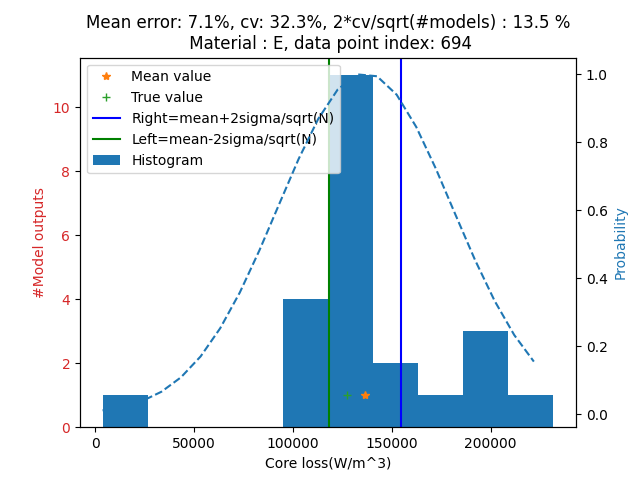 Mean error: 7.1%, cv: 32.3%, 2*cv/sqrt(#models) : 13.5 %
Material : E, data point index: 694
Mean value
True value
Right=mean+2sigma/sqrt(N)
Left=mean-2sigma/sqrt(N)
Histogram
#Model outputs
10
8
6
4
2
0
1.0
0.8
0.6
0.4
0.2
0.0
Probability
0
50000
100000
150000
200000
Core loss(W/m^3)